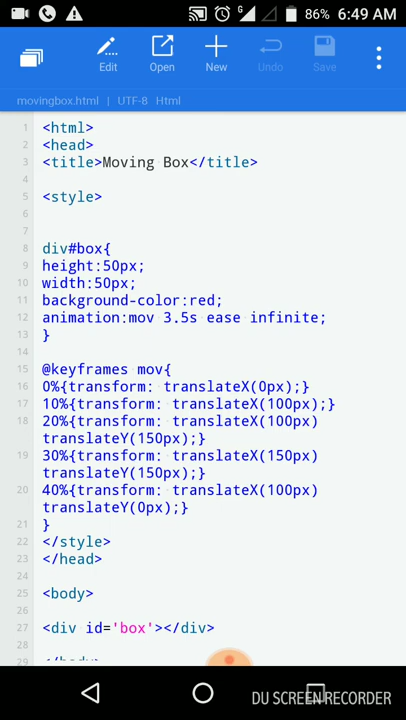 86% 6:49 AM
Edit Open New Undo Save
movingbox.html | UTF-8 Html
1 <html>
2 <head>
3 <title>Moving Box</title>
4
5 <style>
6
7
8 div#box{
9 height:50px;
10 width:50px;
11 background-color:red;
12 animation:mov 3.5s ease infinite;
13 }
14
15 @keyframes mov{
16 0%{transform: translateX(0px);}
17 10%{transform: translateX(100px);}
18 20%{transform: translateX(100px)
translateY(150px);}
19 30%{transform: translateX(150px)
translateY(150px);}
20 40%{transform: translateX(100px)
translateY(0px);}
21 }
22 </style>
23 </head>
24
25 <body>
26
27 <div id='box'></div>
28
29 </body>
DU SCREEN RECORDER